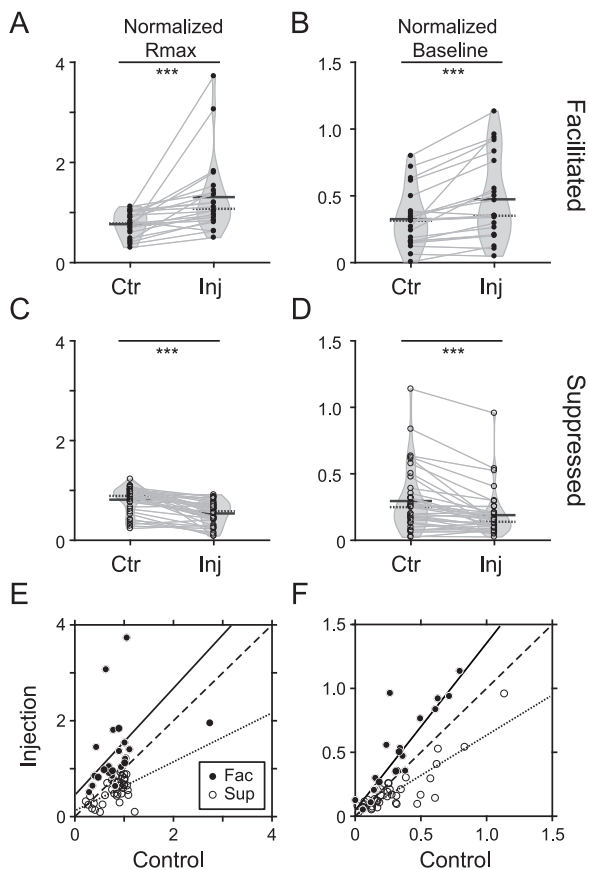 A
Normalized
Rmax
B
Normalized
Baseline
***
***
4
2
0
Ctr
Inj
1.5
1.0
0.5
0
Ctr
Inj
Facilitated
C
D
***
***
4
2
0
Ctr
Inj
1.5
1.0
0.5
0
Ctr
Inj
Suppressed
E
F
4
2
0
0
2
4
Injection
Control
Fac
Sup
1.5
1.0
0.5
0
0
0.5
1.0
1.5
Control